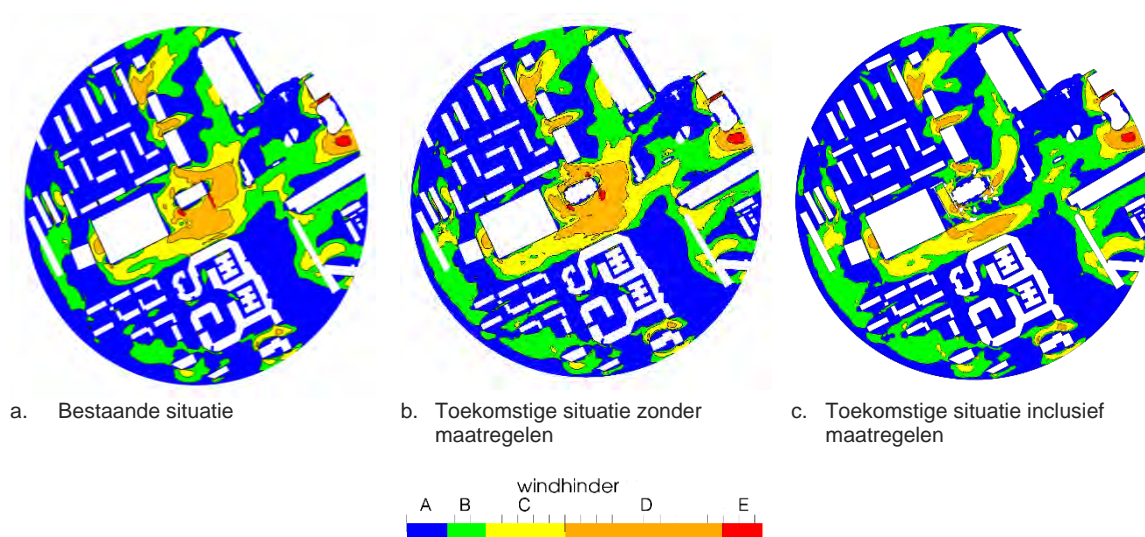 a. Bestaande situatie
b. Toekomstige situatie zonder
maatregelen
c. Toekomstige situatie inclusief
maatregelen
windhinder
A B C D E